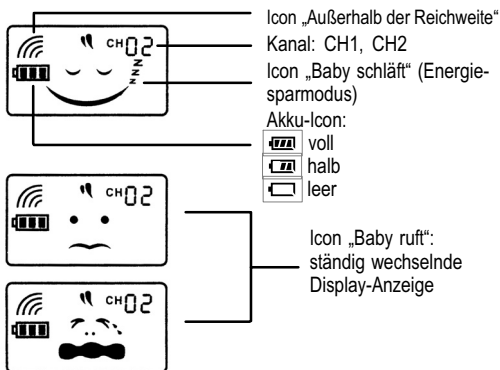 Icon „Außerhalb der Reichweite“
CH02
Kanal: CH1, CH2
zzz
Icon „Baby schläft“ (Energie-
sparmodus)
Akku-Icon:
voll
halb
leer
CH02
Icon „Baby ruft“:
ständig wechselnde
Display-Anzeige
CH02